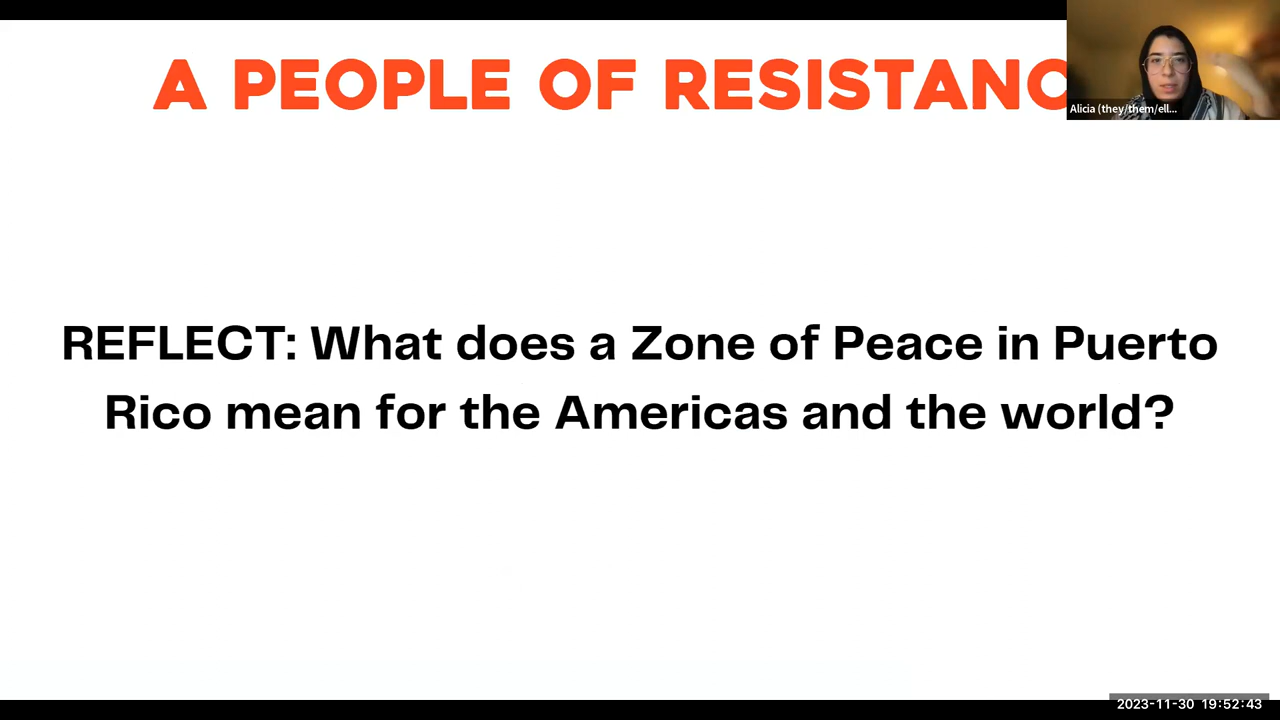 A PEOPLE OF RESISTANC
Alicia (they/them/ell...
REFLECT: What does a Zone of Peace in Puerto
Rico mean for the Americas and the world?
2023-11-30 19:52:43